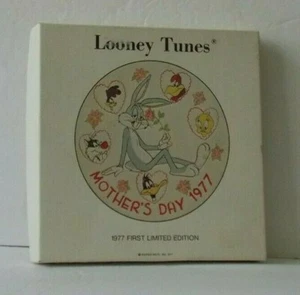 Looney Tunes®
MOTHER'S DAY 1977
1977 FIRST LIMITED EDITION